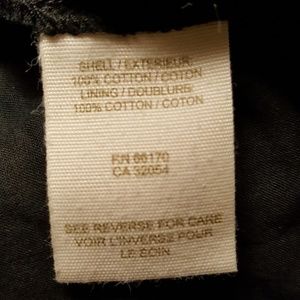 SHELL / EXTERIEUR
100% COTTON / COTON
LINING / DOUBLURE
100% COTTON / COTON
RN 66170
CA 32054
SEE REVERSE FOR CARE
VOIR L'INVERSE POUR
LE SOIN